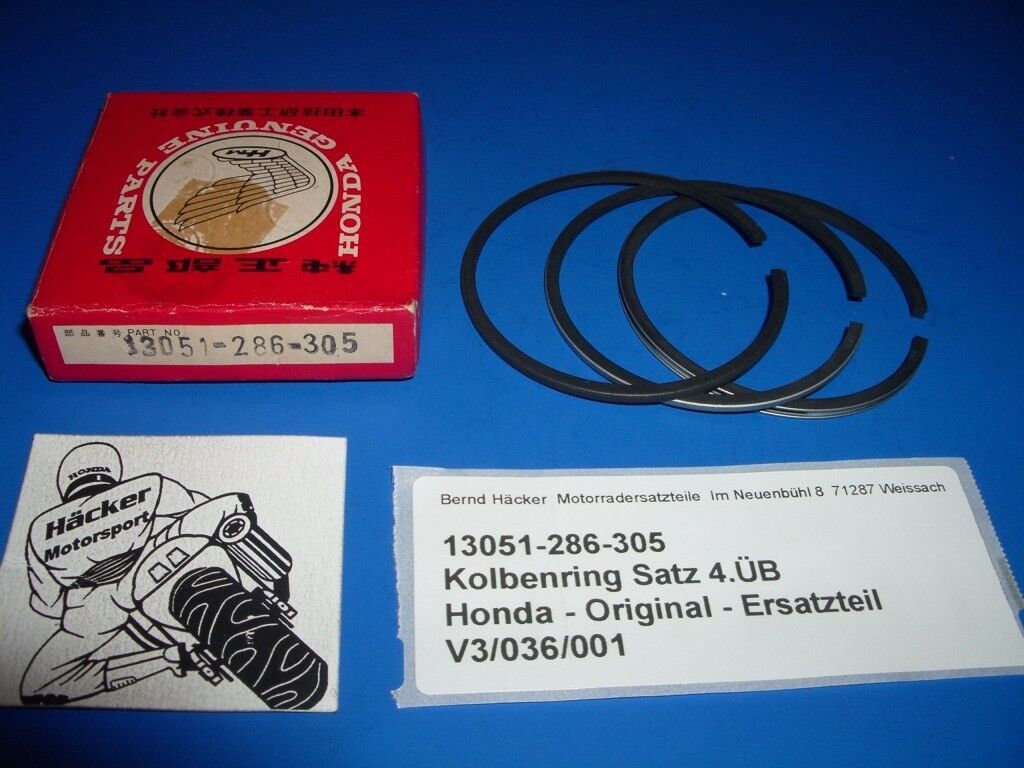 本田技研工業株式会社
HONDA GENUINE PARTS
HM
純正部品
部品番号 PART NO.
13051-286-305
HONDA
Häcker
Motorsport
Bernd Häcker Motorradersatzteile im Neuenbühl 8 71287 Weissach
13051-286-305
Kolbenring Satz 4.ÜB
Honda - Original - Ersatzteil
V3/036/001